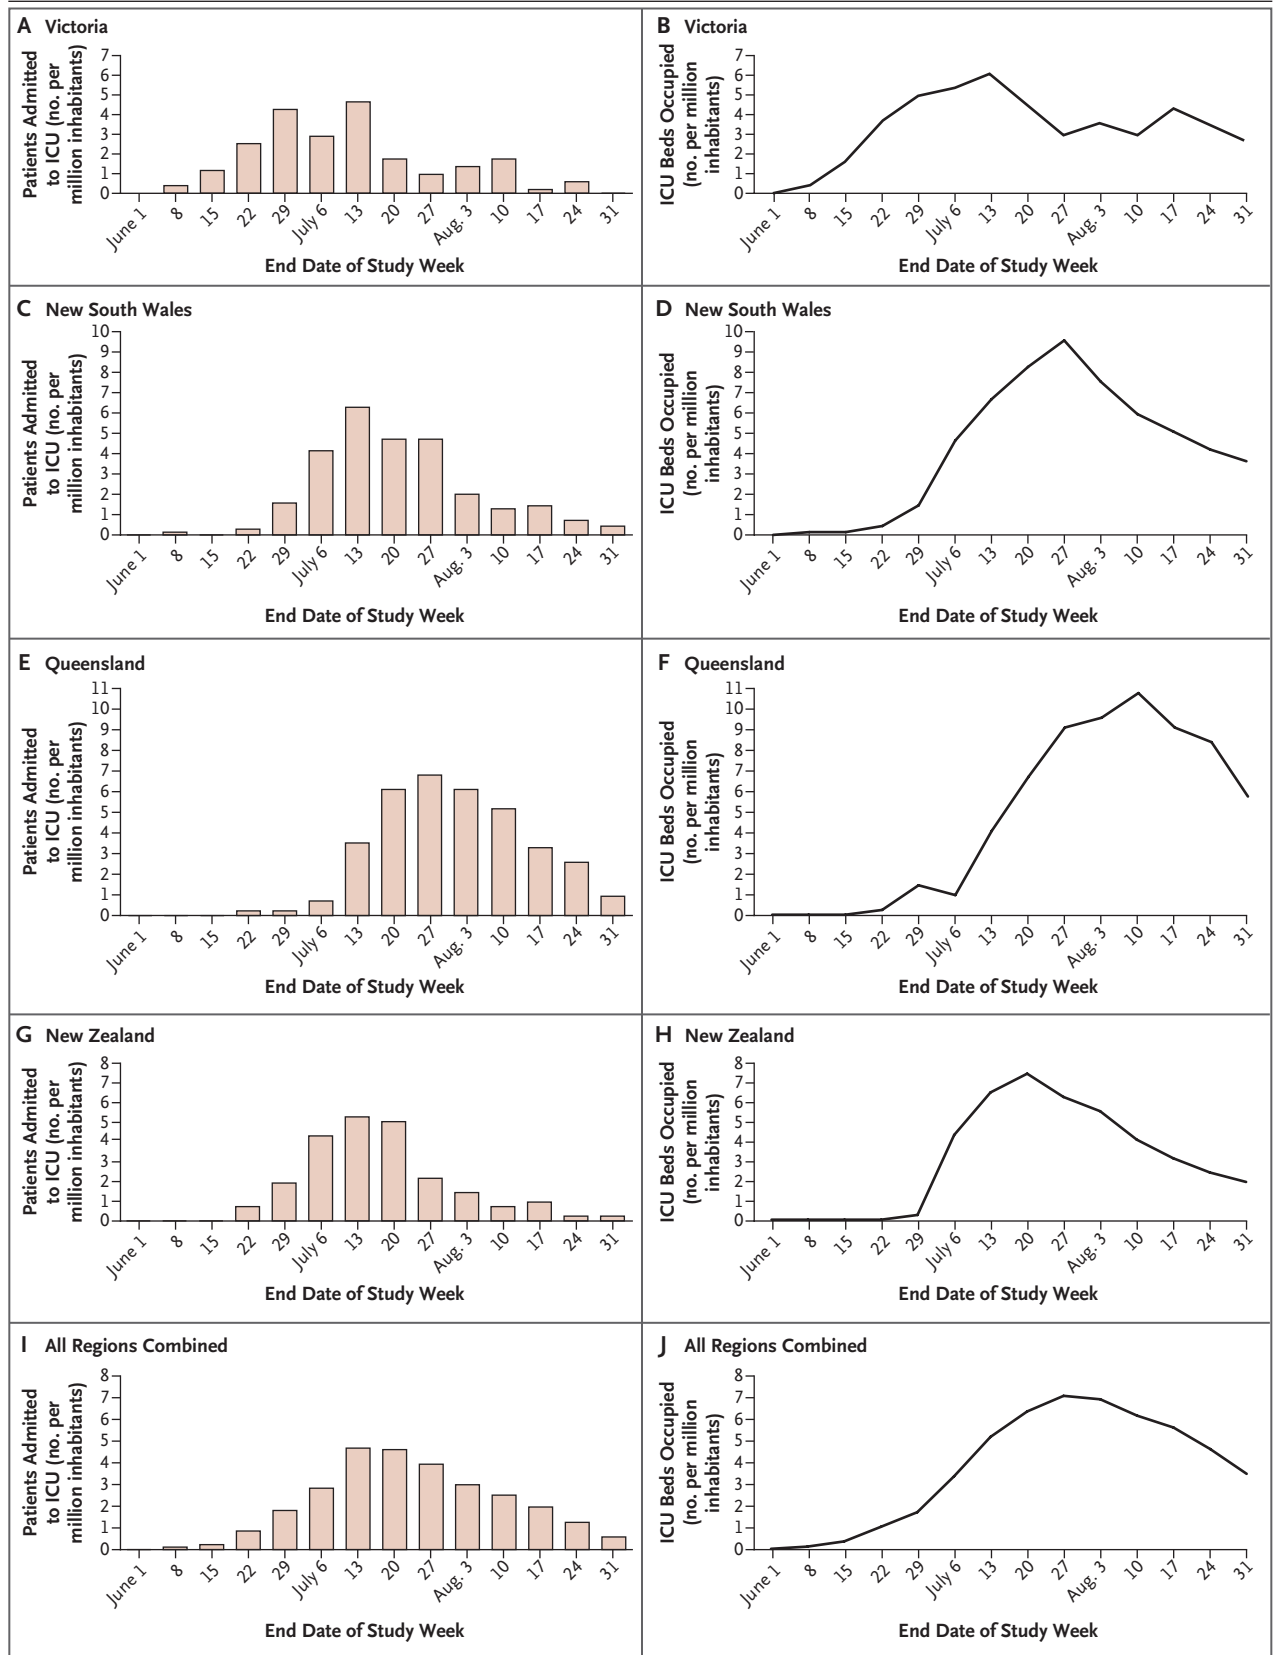 A Victoria
Patients Admitted
to ICU (no. per
million inhabitants)
7
6
5
4
3
2
1
0
June 1 8 15 22 29 July 6 13 20 27 Aug. 3 10 17 24 31
End Date of Study Week
B Victoria
ICU Beds Occupied
(no. per million
inhabitants)
7
6
5
4
3
2
1
0
June 1 8 15 22 29 July 6 13 20 27 Aug. 3 10 17 24 31
End Date of Study Week
C New South Wales
Patients Admitted
to ICU (no. per
million inhabitants)
10
9
8
7
6
5
4
3
2
1
0
June 1 8 15 22 29 July 6 13 20 27 Aug. 3 10 17 24 31
End Date of Study Week
D New South Wales
ICU Beds Occupied
(no. per million
inhabitants)
10
9
8
7
6
5
4
3
2
1
0
June 1 8 15 22 29 July 6 13 20 27 Aug. 3 10 17 24 31
End Date of Study Week
E Queensland
Patients Admitted
to ICU (no. per
million inhabitants)
11
10
9
8
7
6
5
4
3
2
1
0
June 1 8 15 22 29 July 6 13 20 27 Aug. 3 10 17 24 31
End Date of Study Week
F Queensland
ICU Beds Occupied
(no. per million
inhabitants)
11
10
9
8
7
6
5
4
3
2
1
0
June 1 8 15 22 29 July 6 13 20 27 Aug. 3 10 17 24 31
End Date of Study Week
G New Zealand
Patients Admitted
to ICU (no. per
million inhabitants)
8
7
6
5
4
3
2
1
0
June 1 8 15 22 29 July 6 13 20 27 Aug. 3 10 17 24 31
End Date of Study Week
H New Zealand
ICU Beds Occupied
(no. per million
inhabitants)
8
7
6
5
4
3
2
1
0
June 1 8 15 22 29 July 6 13 20 27 Aug. 3 10 17 24 31
End Date of Study Week
I All Regions Combined
Patients Admitted
to ICU (no. per
million inhabitants)
8
7
6
5
4
3
2
1
0
June 1 8 15 22 29 July 6 13 20 27 Aug. 3 10 17 24 31
End Date of Study Week
J All Regions Combined
ICU Beds Occupied
(no. per million
inhabitants)
8
7
6
5
4
3
2
1
0
June 1 8 15 22 29 July 6 13 20 27 Aug. 3 10 17 24 31
End Date of Study Week